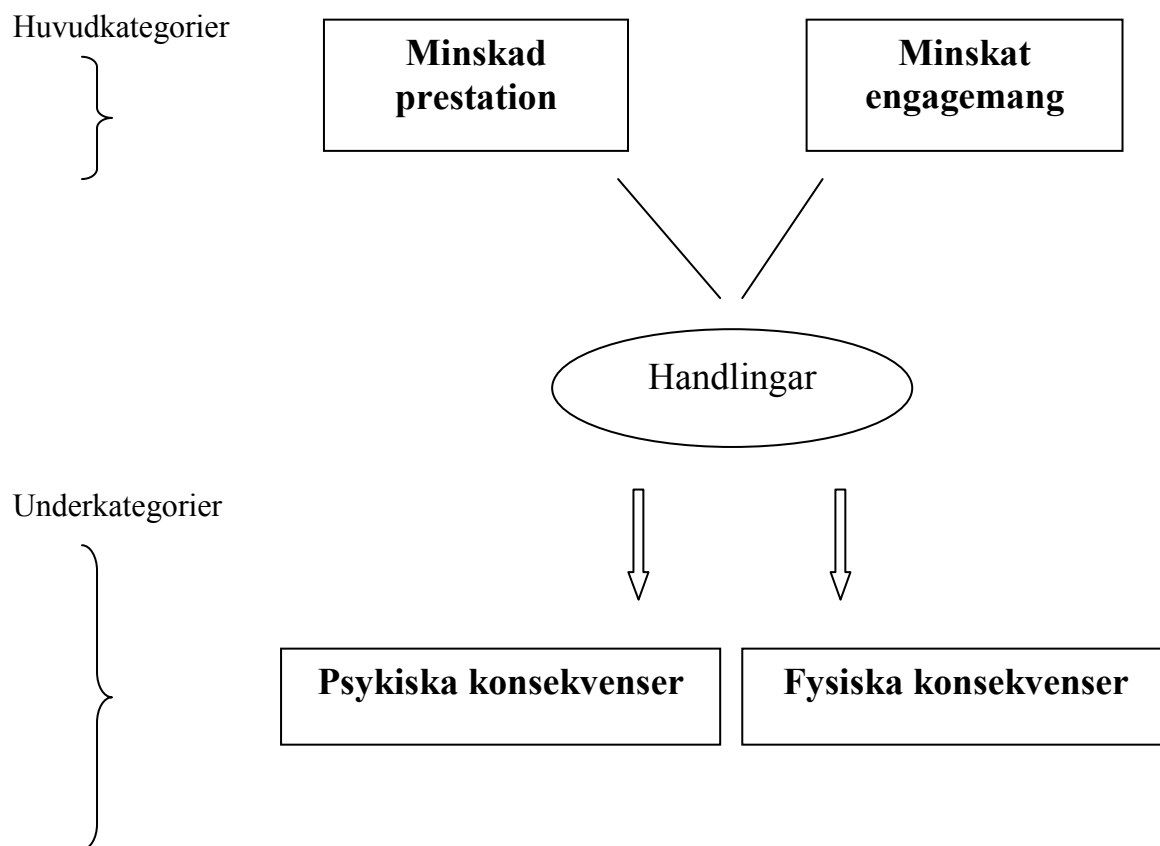 Huvudkategorier
Minskad
prestation
Minskat
engagemang
Handlingar
Underkategorier
Psykiska konsekvenser
Fysiska konsekvenser